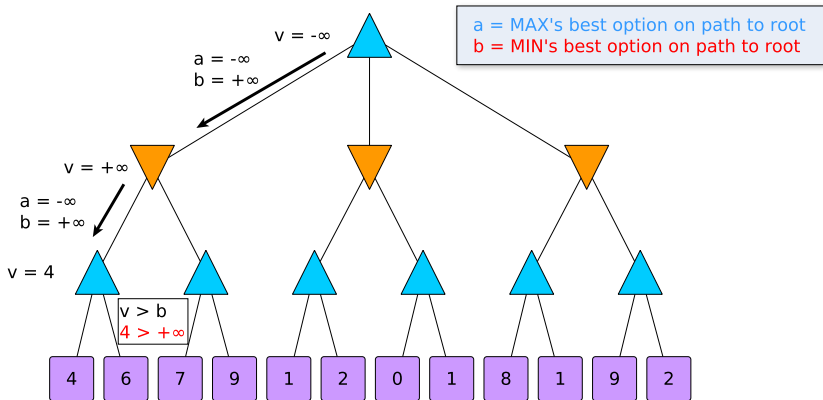 v = -∞
a = MAX's best option on path to root
b = MIN's best option on path to root
a = -∞
b = +∞
v = +∞
a = -∞
b = +∞
v = 4
v > b
4 > +∞
4 6 7 9 1 2 0 1 8 1 9 2